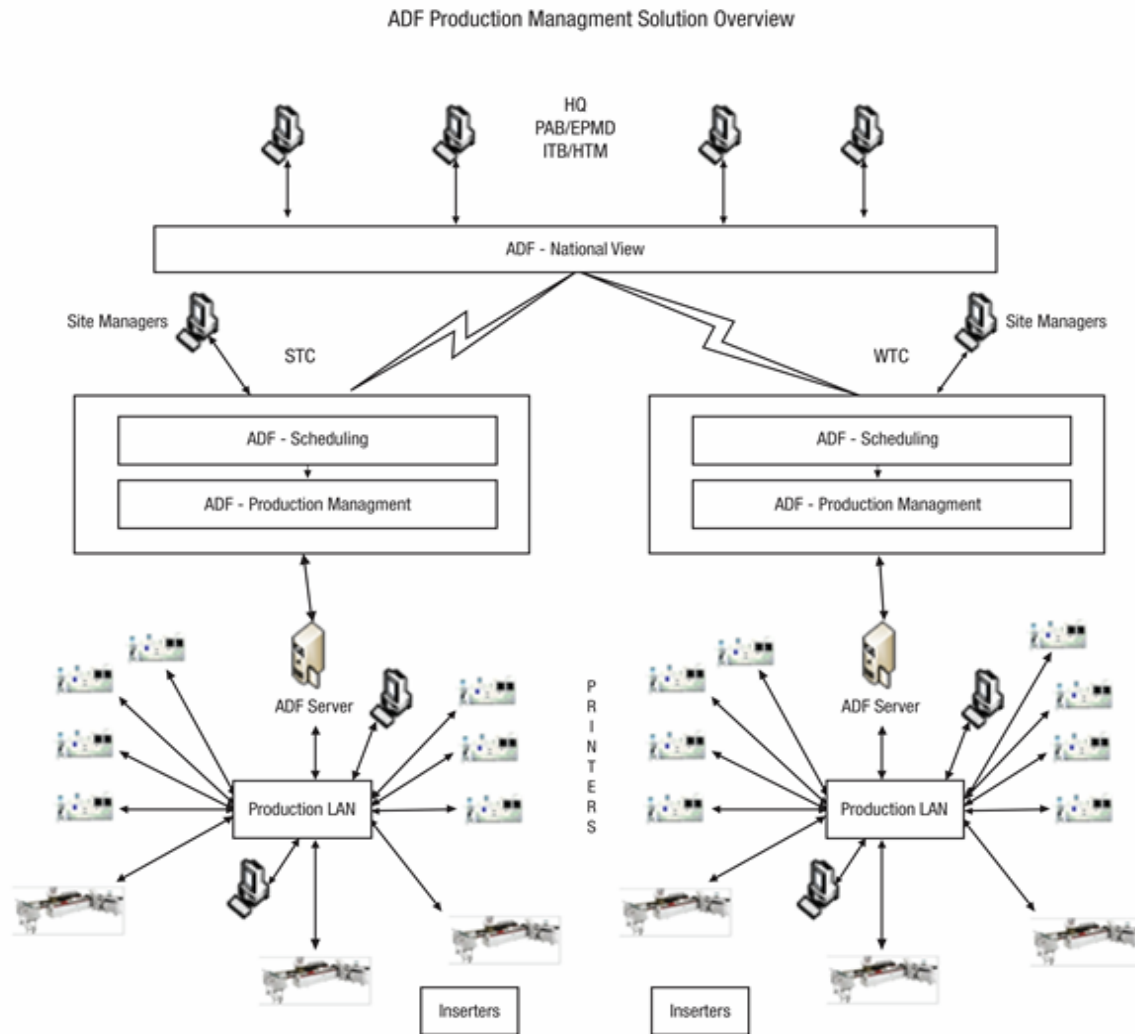 ADF Production Managment Solution Overview
HQ
PAB/EPMD
ITB/HTM
ADF - National View
Site Managers
Site Managers
STC
WTC
ADF - Scheduling
ADF - Scheduling
ADF - Production Managment
ADF - Production Managment
ADF Server
ADF Server
PRINTERS
Production LAN
Production LAN
Inserters
Inserters